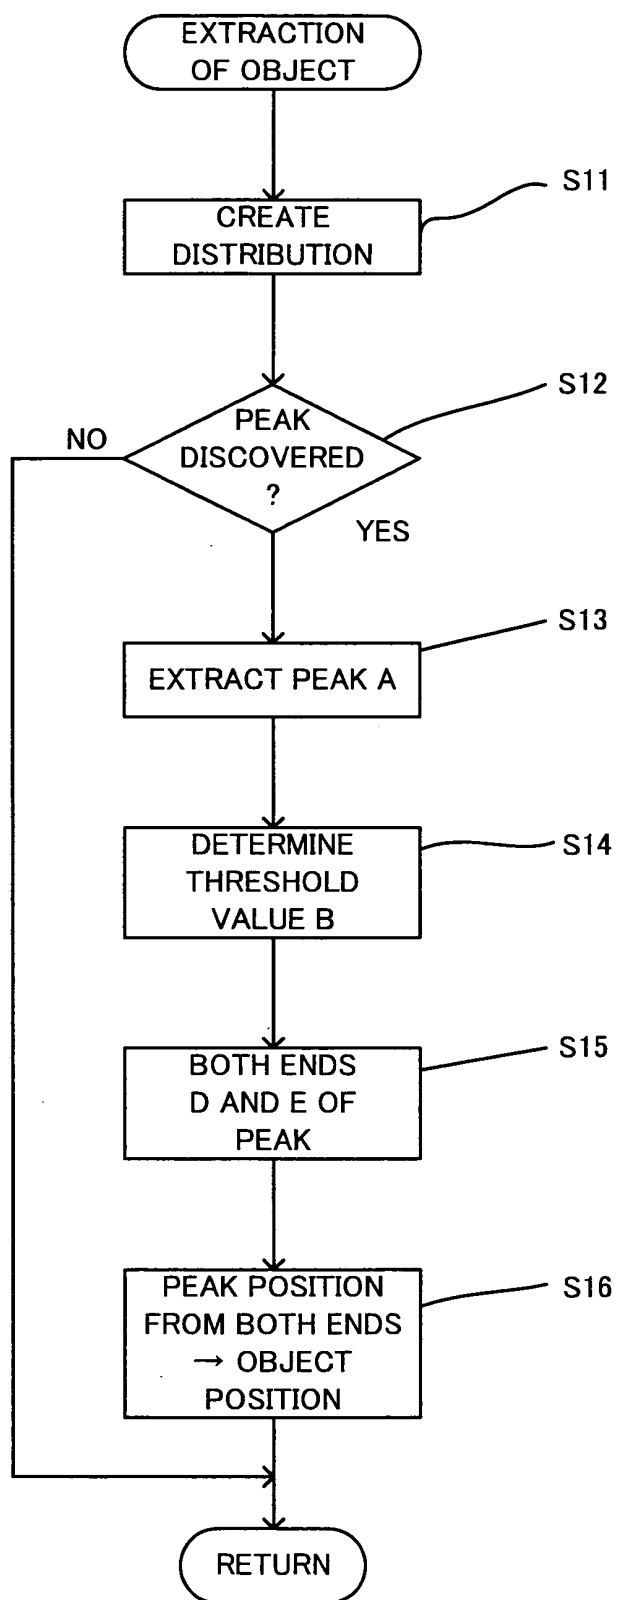 EXTRACTION
OF OBJECT
S11
CREATE
DISTRIBUTION
S12
PEAK
DISCOVERED
?
NO
YES
S13
EXTRACT PEAK A
S14
DETERMINE
THRESHOLD
VALUE B
S15
BOTH ENDS
D AND E OF
PEAK
S16
PEAK POSITION
FROM BOTH ENDS
→ OBJECT
POSITION
RETURN